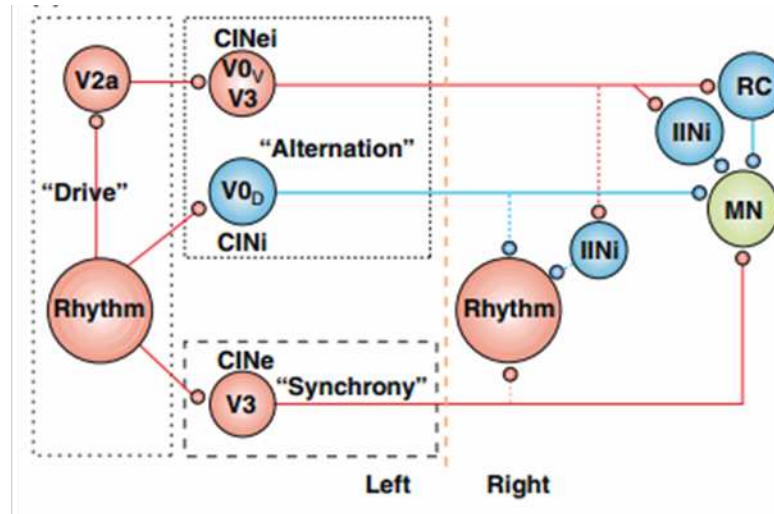 CINei
V2a
V0V
V3
RC
IINi
"Alternation"
"Drive"
V0D
MN
CINi
IINi
Rhythm
Rhythm
CINe
"Synchrony"
V3
Left
Right